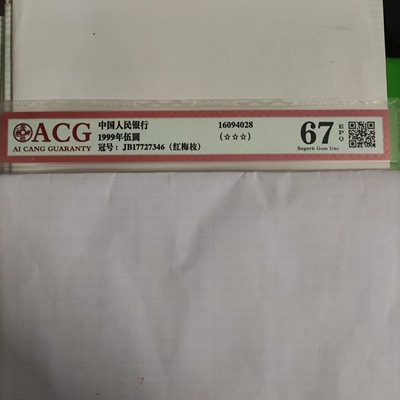 ACG
AI CANG GUARANTY
中国人民银行
1999年伍圆
冠号：JB17727346（红梅枝）
16094028
(☆☆☆)
67
EPQ
Superb Gem Unc